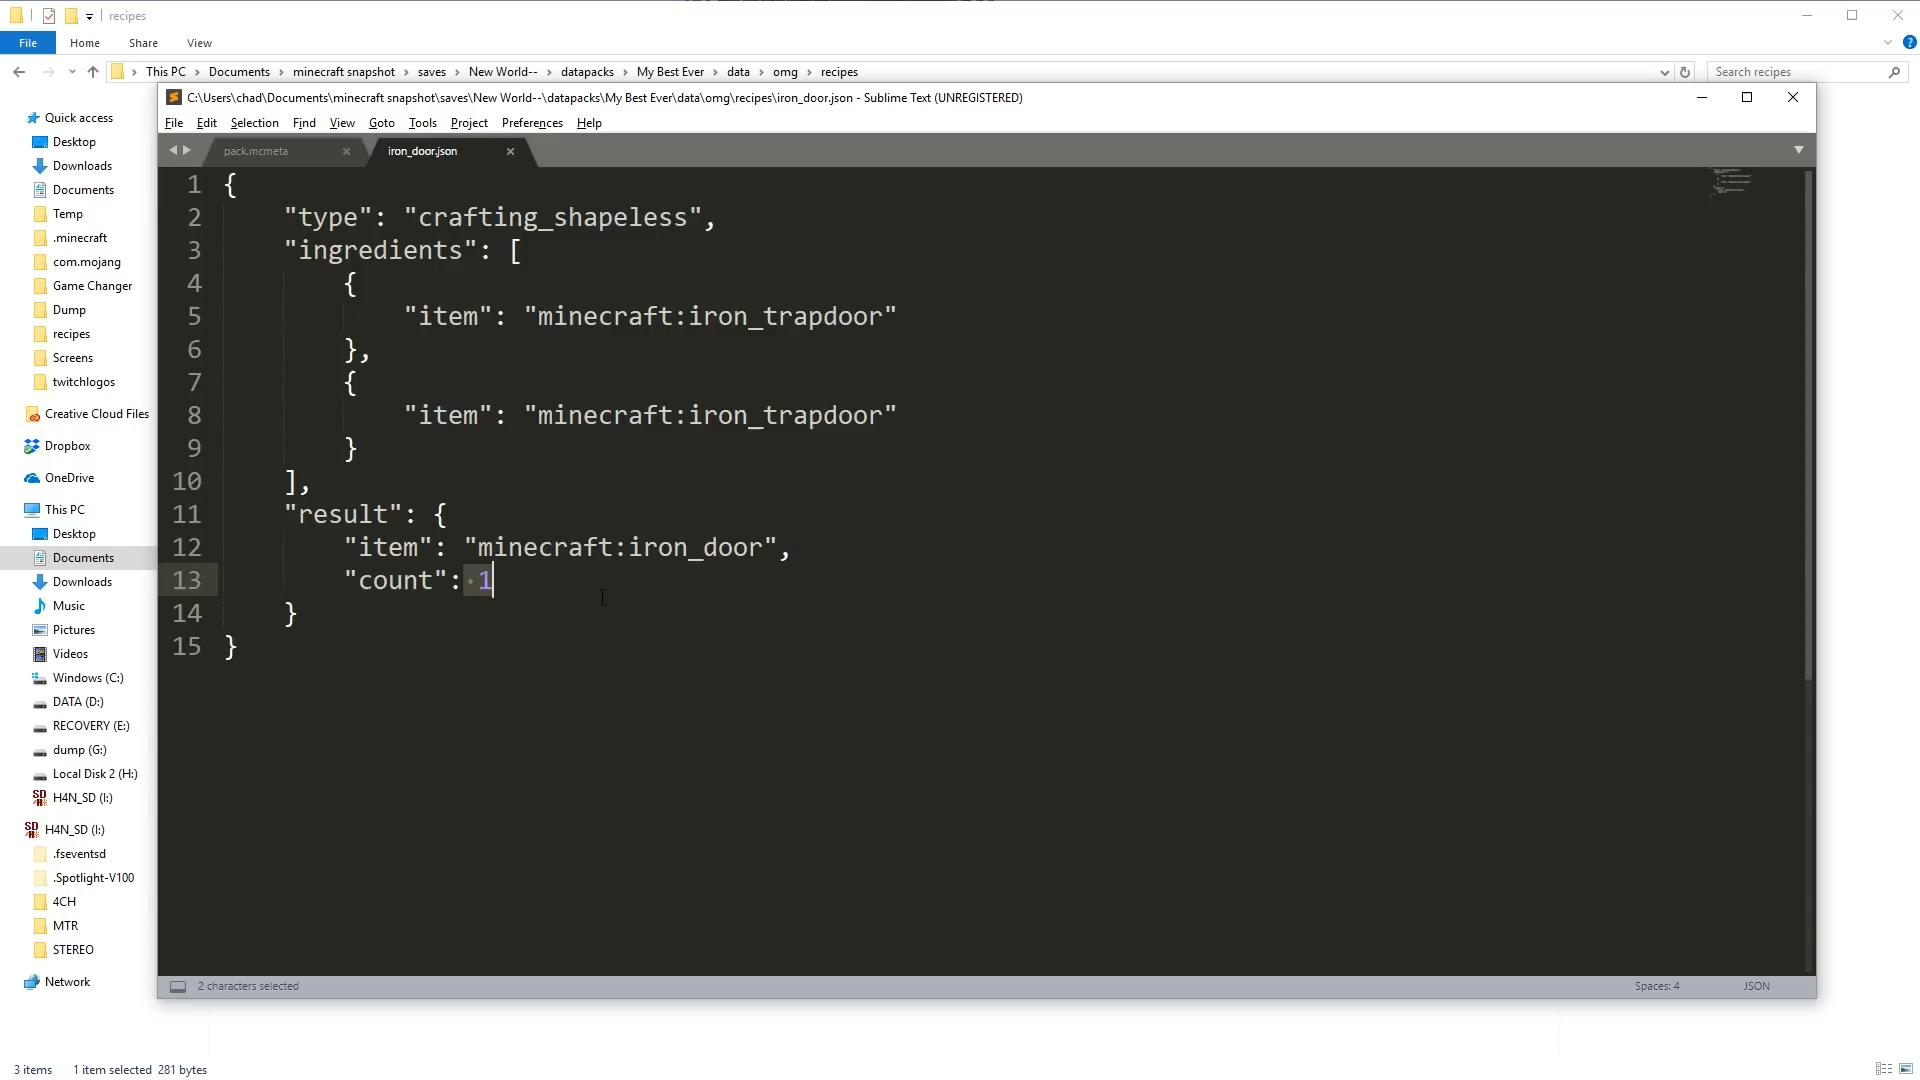 recipes
File Home Share View
This PC Documents minecraft snapshot saves New World-- datapacks My Best Ever data omg recipes
Search recipes
C:\Users\chad\Documents\minecraft snapshot\saves\New World--\datapacks\My Best Ever\data\omg\recipes\iron_door.json - Sublime Text (UNREGISTERED)
File Edit Selection Find View Goto Tools Project Preferences Help
pack.mcmeta iron_door.json
1 {
2 "type": "crafting_shapeless",
3 "ingredients": [
4 {
5 "item": "minecraft:iron_trapdoor"
6 },
7 {
8 "item": "minecraft:iron_trapdoor"
9 }
10 ],
11 "result": {
12 "item": "minecraft:iron_door",
13 "count": 1
14 }
15 }
2 characters selected
Spaces: 4
JSON
Quick access
Desktop
Downloads
Documents
Temp
.minecraft
com.mojang
Game Changer
Dump
recipes
Screens
twitchlogos
Creative Cloud Files
Dropbox
OneDrive
This PC
Desktop
Documents
Downloads
Music
Pictures
Videos
Windows (C:)
DATA (D:)
RECOVERY (E:)
dump (G:)
Local Disk 2 (H:)
H4N_SD (I:)
H4N_SD (I:)
.fseventsd
.Spotlight-V100
4CH
MTR
STEREO
Network
3 items 1 item selected 281 bytes